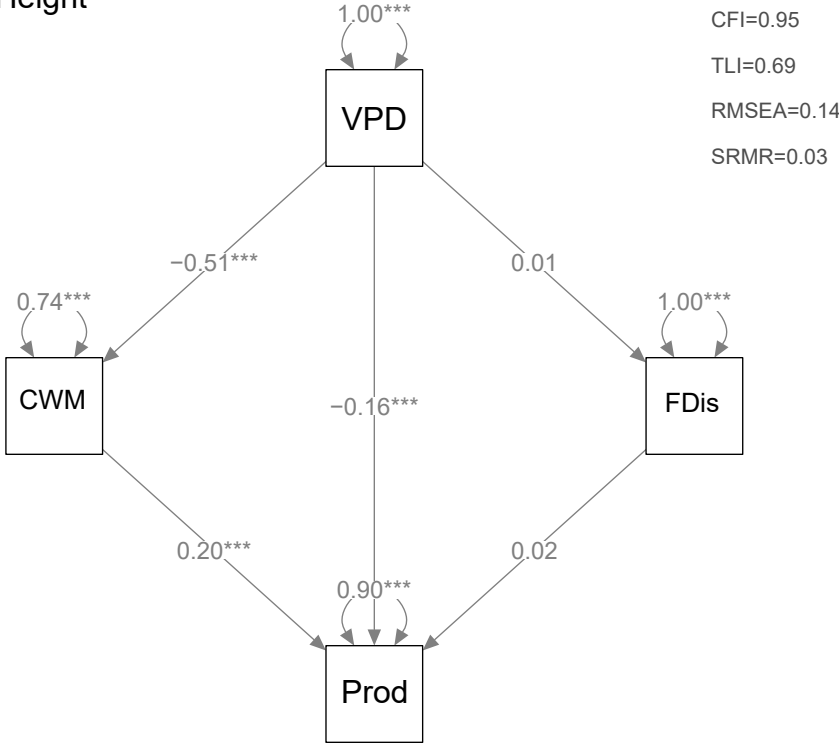 Height
1.00***
CFI=0.95
TLI=0.69
RMSEA=0.14
SRMR=0.03
VPD
−0.51***
0.01
0.74***
1.00***
CWM
−0.16***
FDis
0.20***
0.02
0.90***
Prod